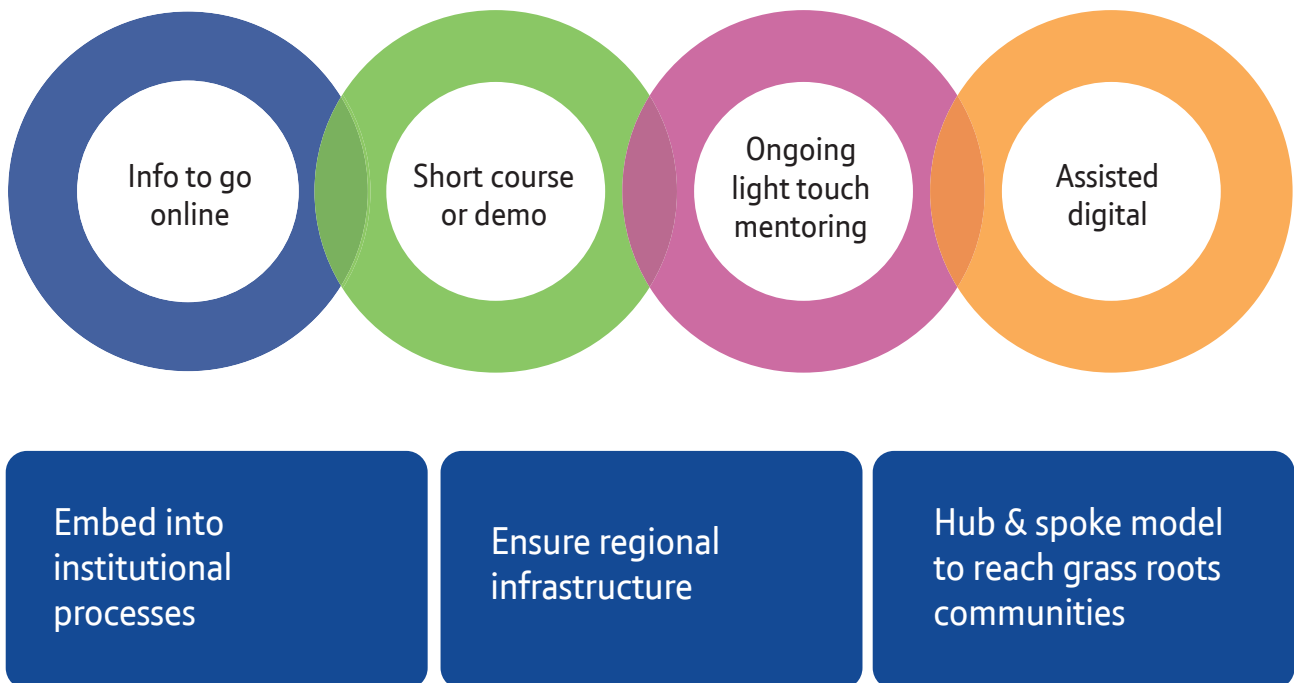 Info to go
online
Short course
or demo
Ongoing
light touch
mentoring
Assisted
digital
Embed into
institutional
processes
Ensure regional
infrastructure
Hub & spoke model
to reach grass roots
communities